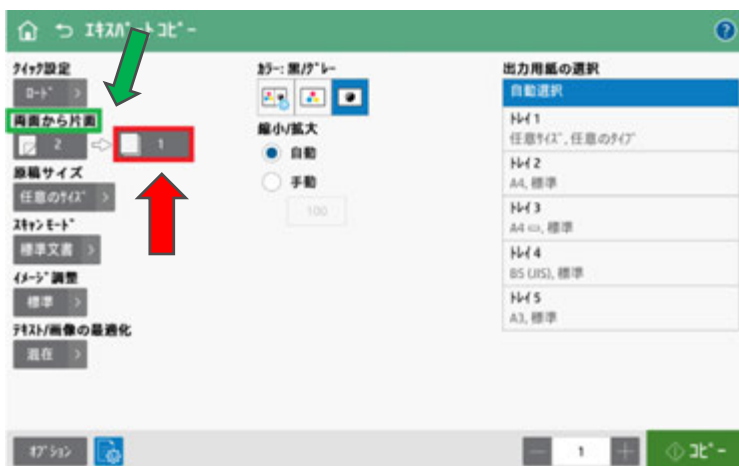 エキスパートコピー
クイック設定
ロード >
両面から片面
2
1
原稿サイズ
任意のサイズ >
スキャンモード
標準文書 >
イメージ調整
標準 >
テキスト/画像の最適化
混在 >
オプション
カラー: 黒/グレー
縮小/拡大
自動
手動
100
出力用紙の選択
自動選択
トレイ 1
任意サイズ, 任意のタイプ
トレイ 2
A4, 標準
トレイ 3
A4, 標準
トレイ 4
B5 (JIS), 標準
トレイ 5
A3, 標準
1
コピー